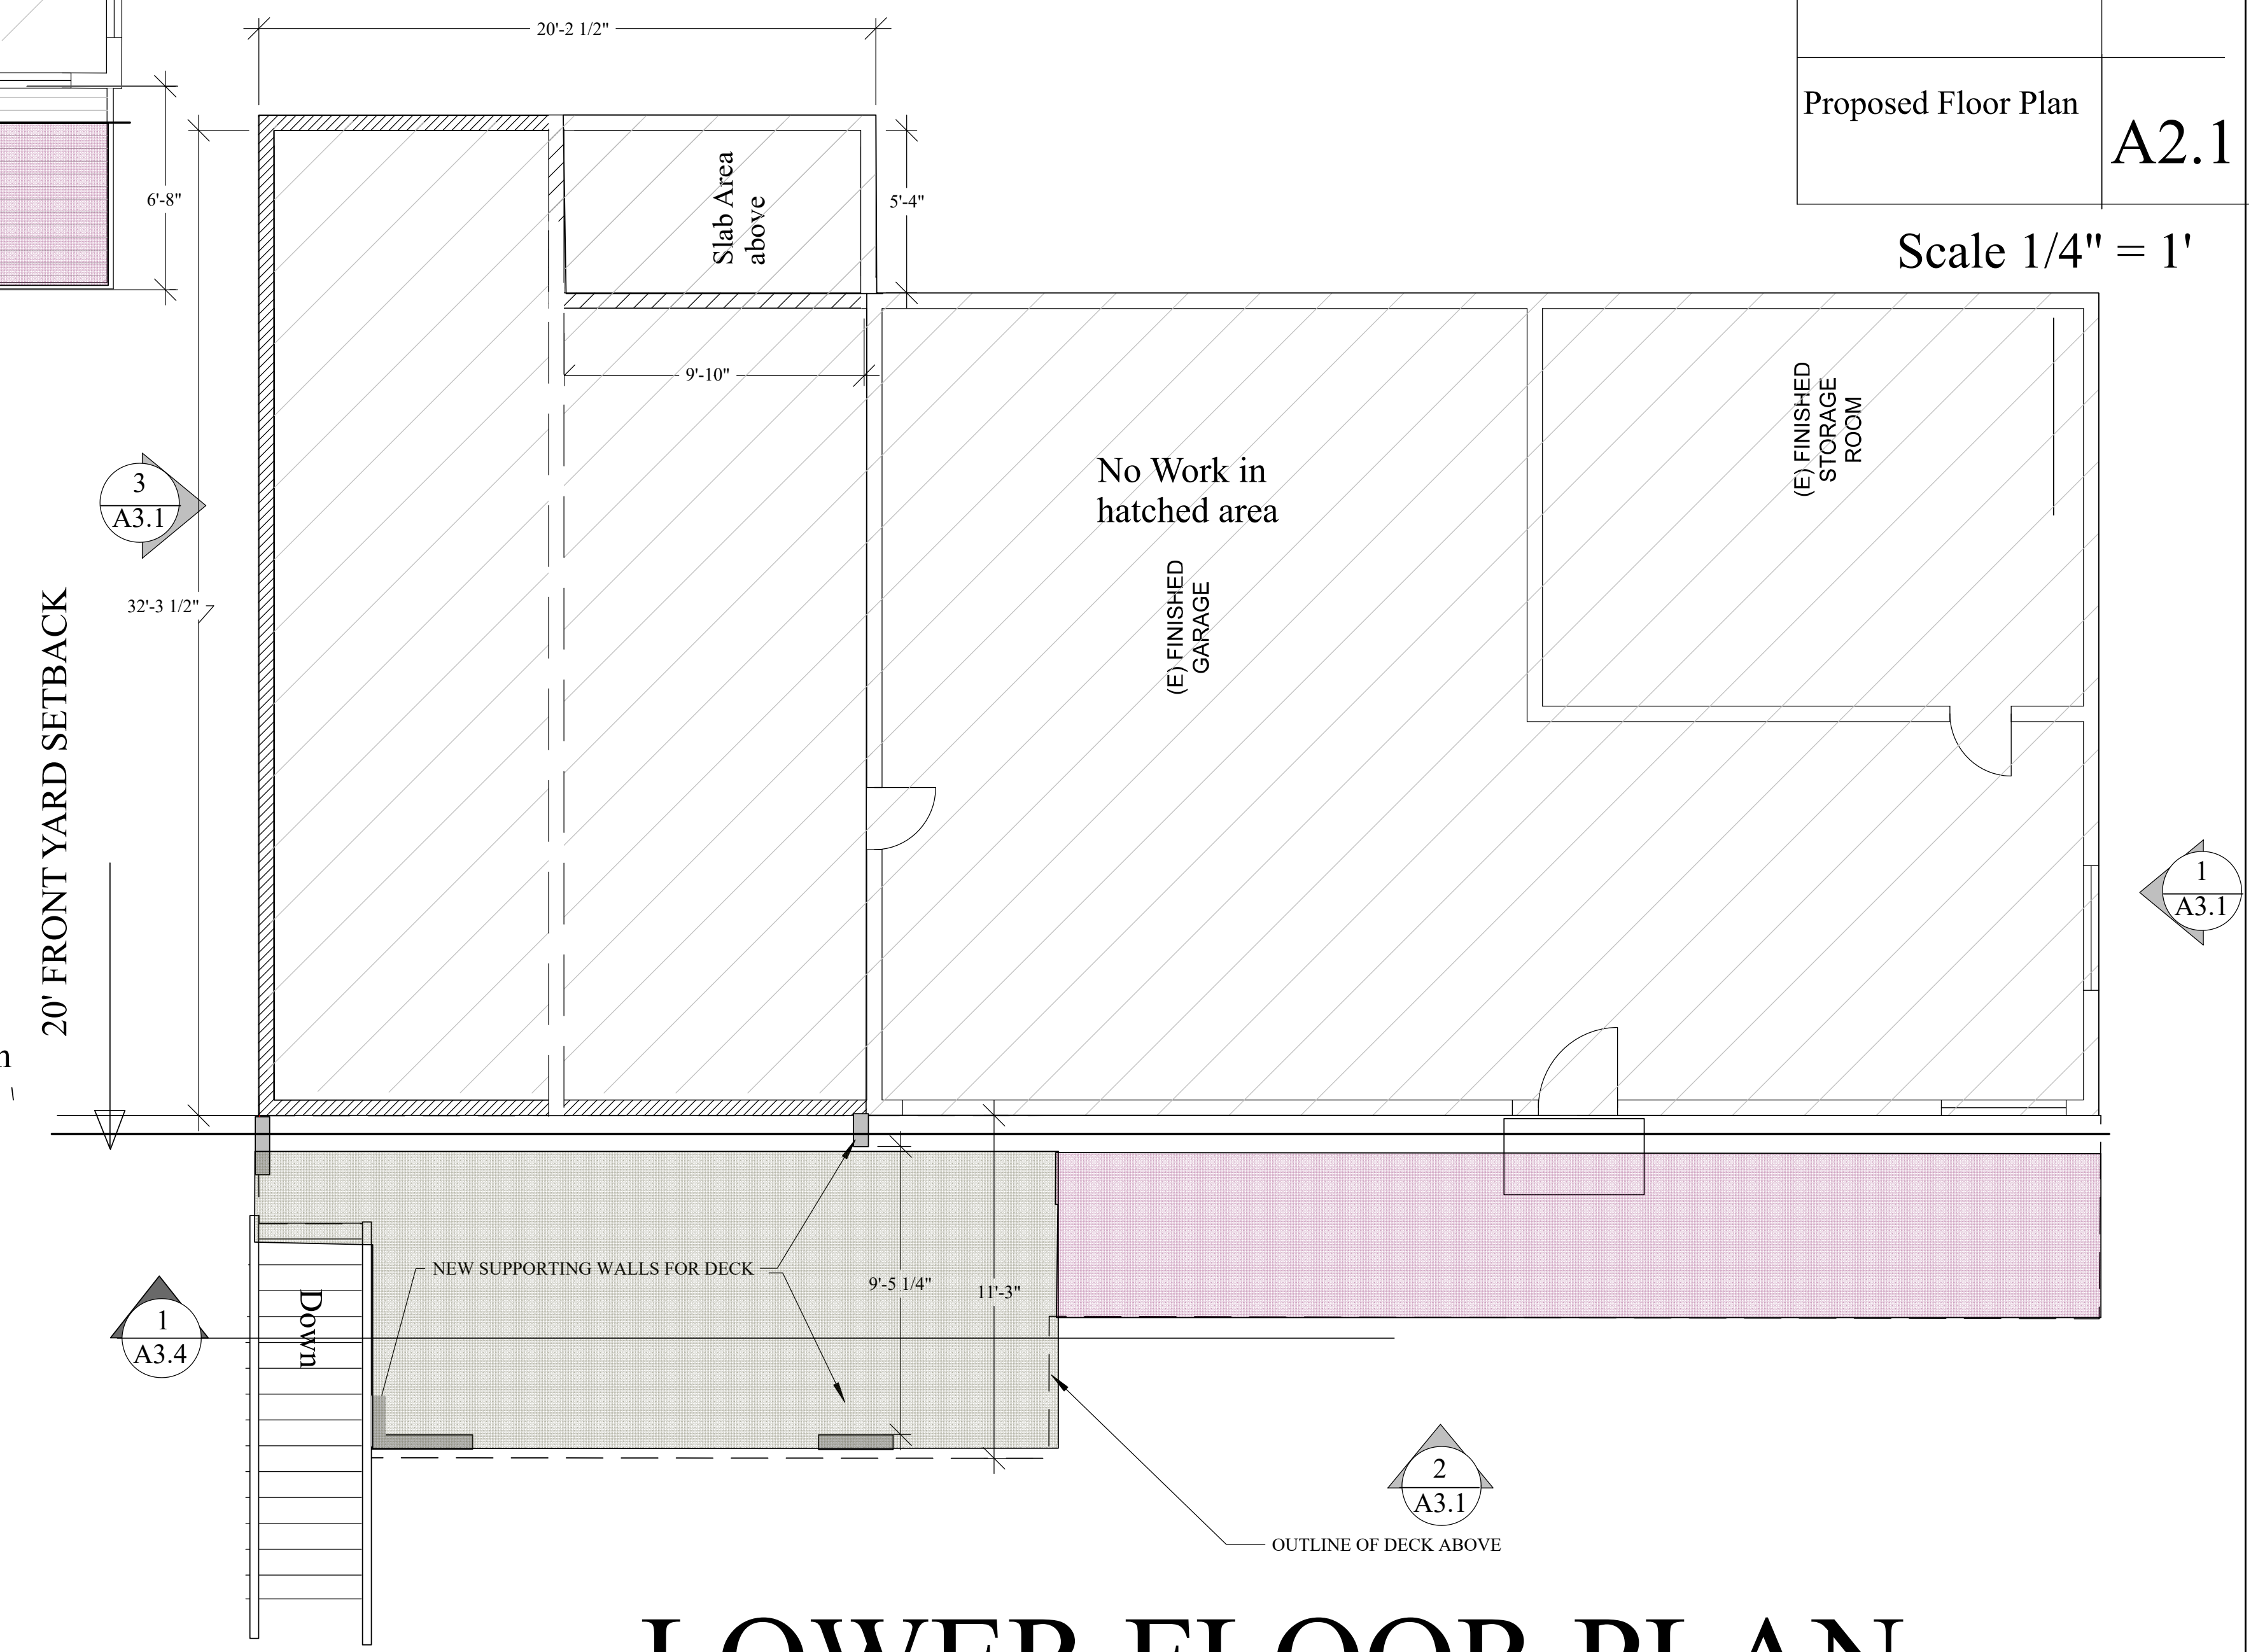 20'-2 1/2"
Proposed Floor Plan
A2.1
Scale 1/4" = 1'
6'-8"
Slab Area
above
5'-4"
9'-10"
(E) FINISHED
STORAGE
ROOM
No Work in
hatched area
3
A3.1
(E) FINISHED
GARAGE
32'-3 1/2"
20' FRONT YARD SETBACK
1
A3.1
NEW SUPPORTING WALLS FOR DECK
9'-5 1/4"
11'-3"
Down
1
A3.4
2
A3.1
OUTLINE OF DECK ABOVE
LOWER FLOOR PLAN